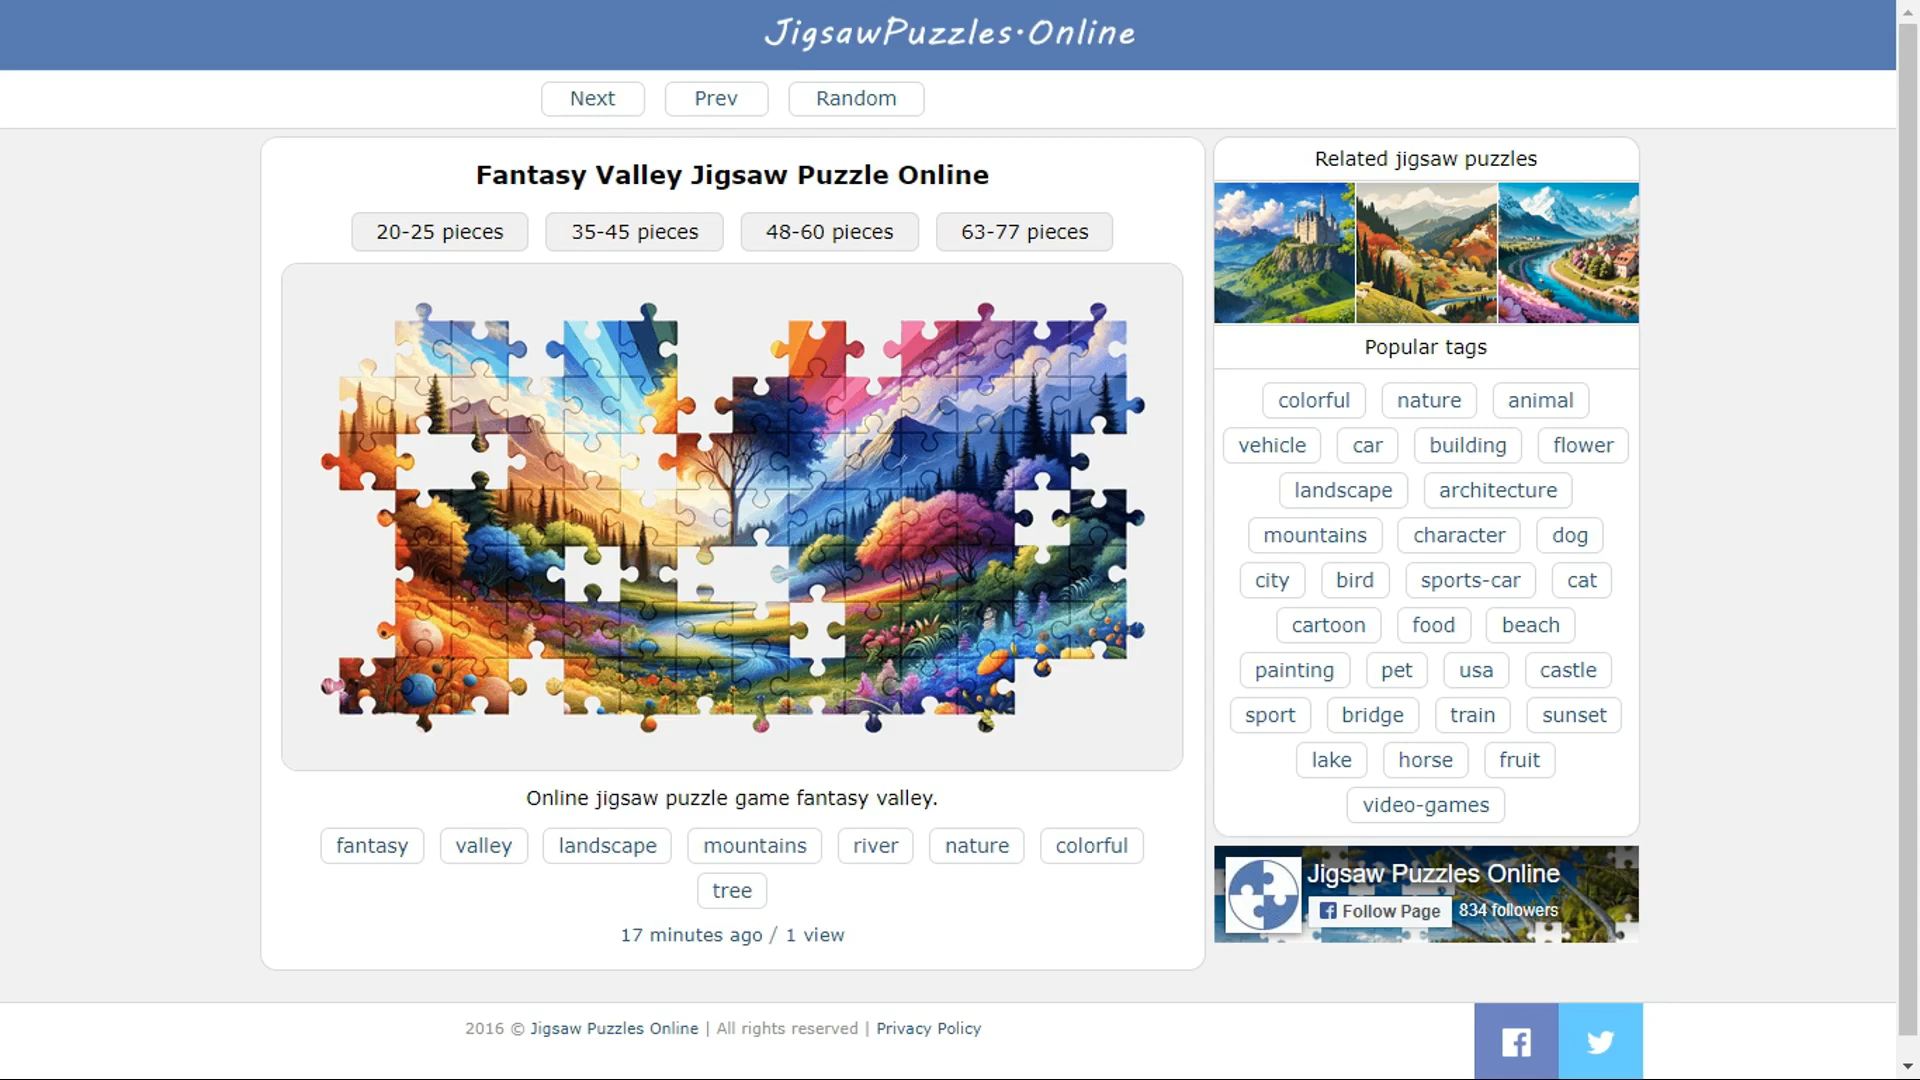 JigsawPuzzles·Online
Next Prev Random
Fantasy Valley Jigsaw Puzzle Online
20-25 pieces 35-45 pieces 48-60 pieces 63-77 pieces
Online jigsaw puzzle game fantasy valley.
fantasy valley landscape mountains river nature colorful
tree
17 minutes ago / 1 view
Related jigsaw puzzles
Popular tags
colorful nature animal
vehicle car building flower
landscape architecture
mountains character dog
city bird sports-car cat
cartoon food beach
painting pet usa castle
sport bridge train sunset
lake horse fruit
video-games
Jigsaw Puzzles Online
Follow Page 834 followers
2016 © Jigsaw Puzzles Online | All rights reserved | Privacy Policy